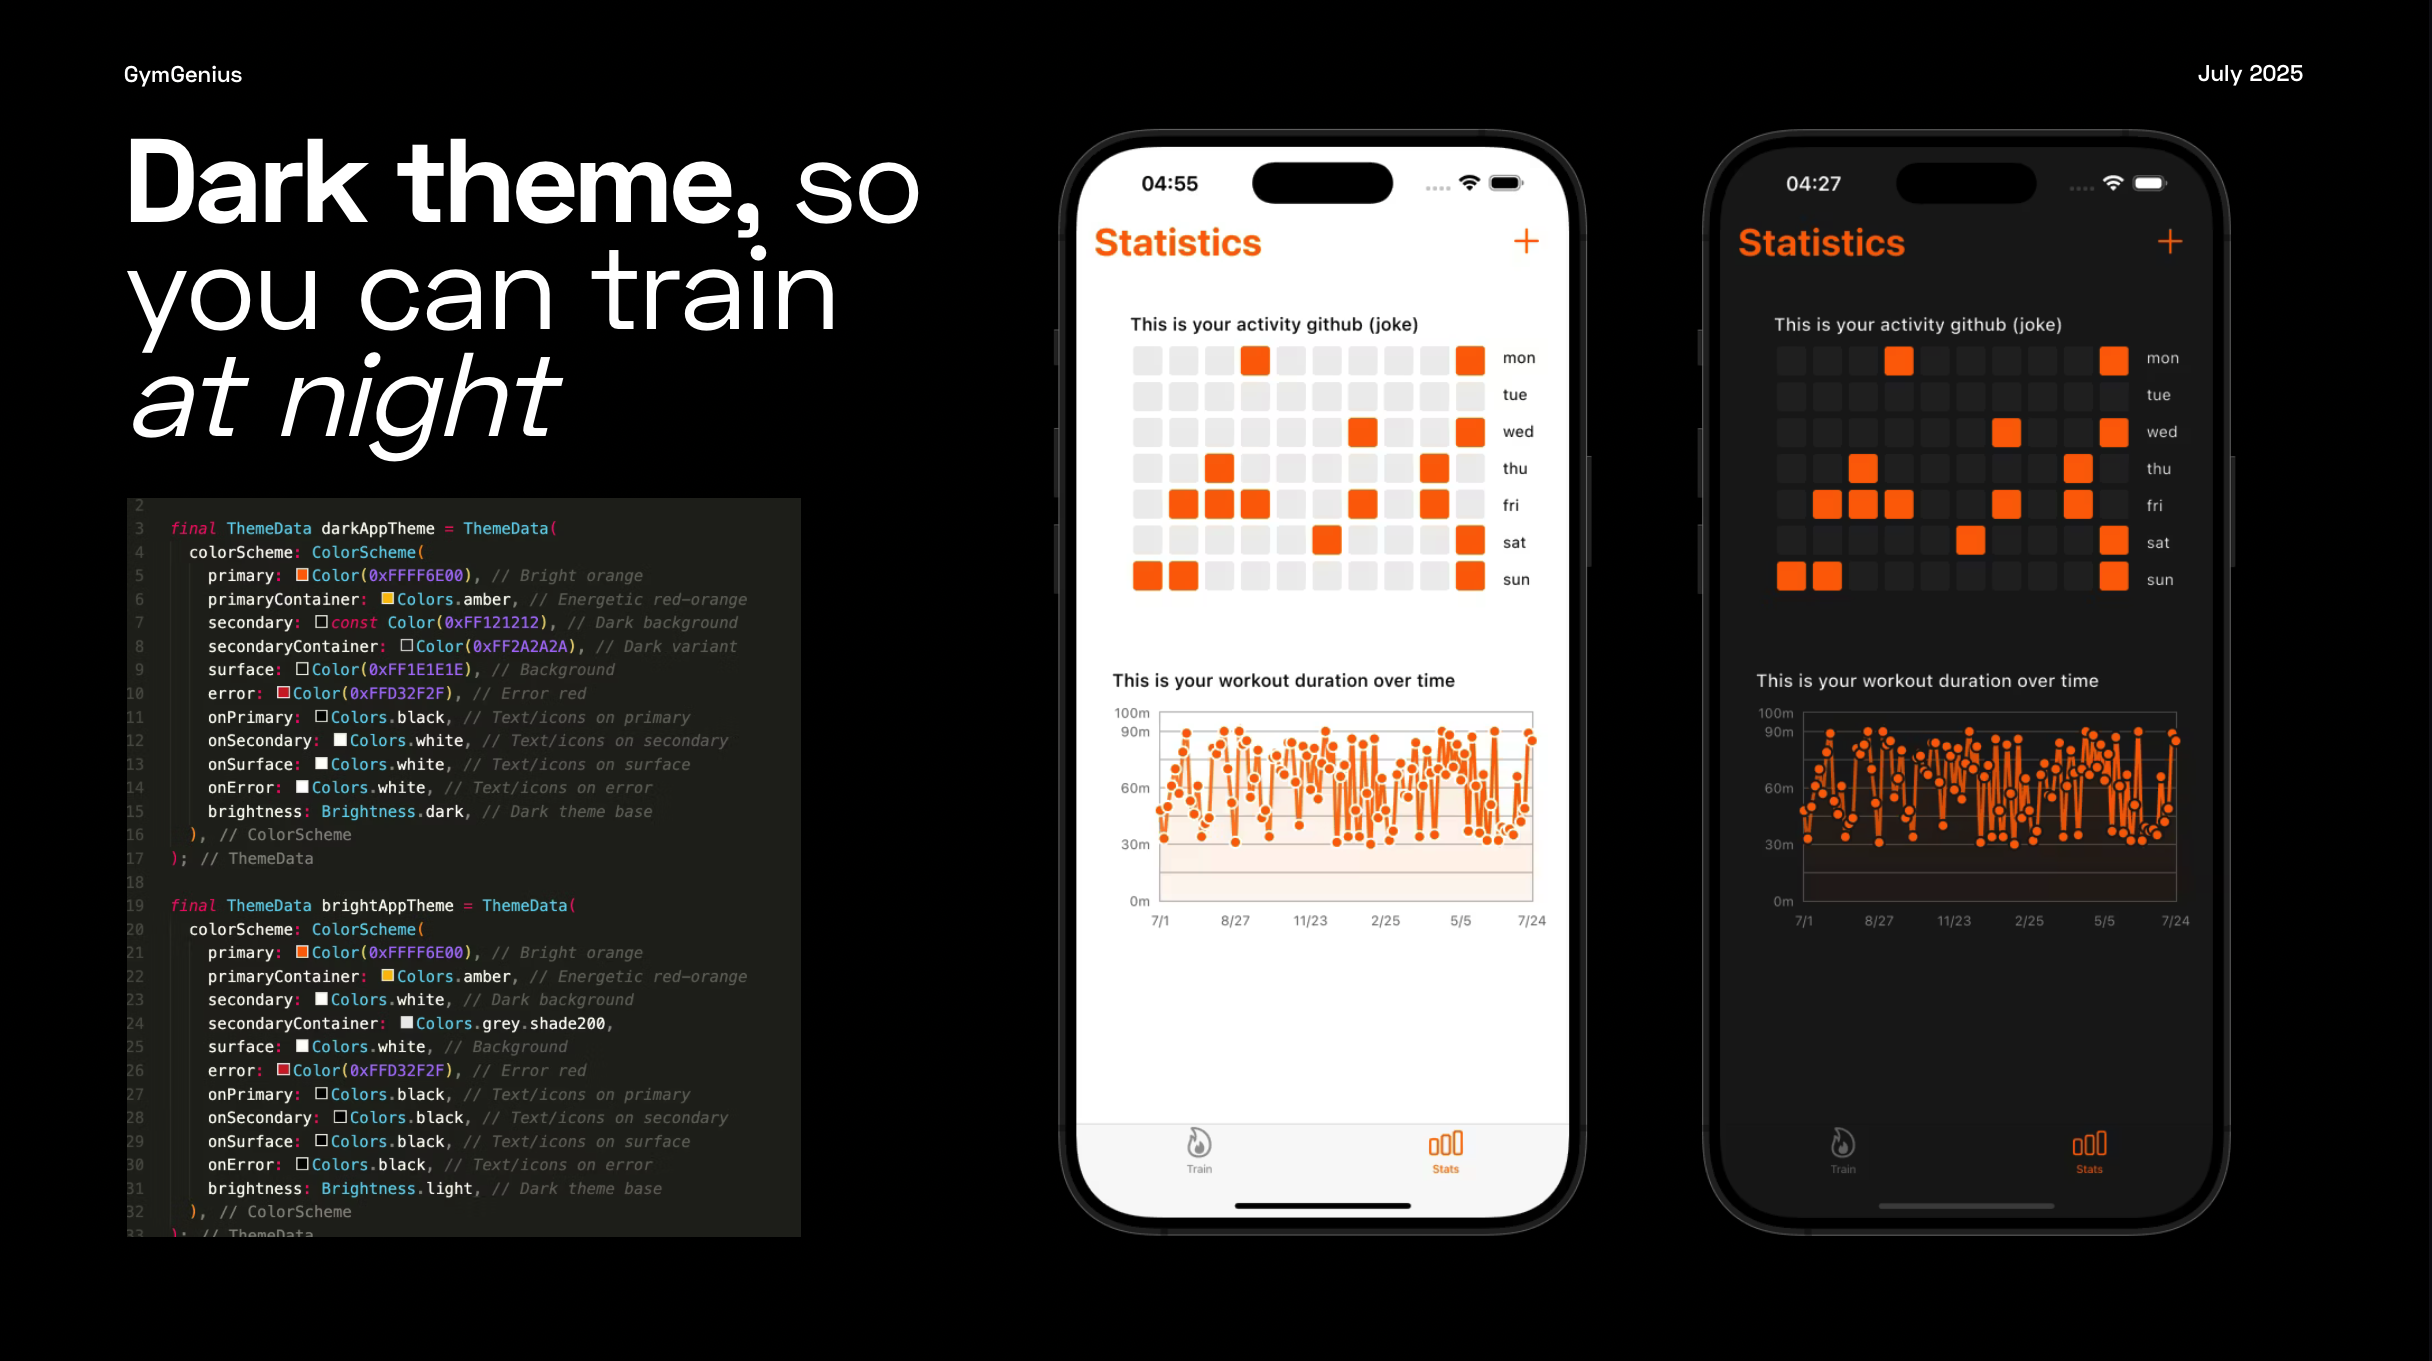 GymGenius
July 2025
Dark theme, so
you can train
at night
2
3 final ThemeData darkAppTheme = ThemeData(
4 colorScheme: ColorScheme(
5 primary: Color(0xFFFF6E00), // Bright orange
6 primaryContainer: Colors.amber, // Energetic red-orange
7 secondary: const Color(0xFF121212), // Dark background
8 secondaryContainer: Color(0xFF2A2A2A), // Dark variant
9 surface: Color(0xFF1E1E1E), // Background
10 error: Color(0xFFD32F2F), // Error red
11 onPrimary: Colors.black, // Text/icons on primary
12 onSecondary: Colors.white, // Text/icons on secondary
13 onSurface: Colors.white, // Text/icons on surface
14 onError: Colors.white, // Text/icons on error
15 brightness: Brightness.dark, // Dark theme base
16 ), // ColorScheme
17 ); // ThemeData
18
19 final ThemeData brightAppTheme = ThemeData(
20 colorScheme: ColorScheme(
21 primary: Color(0xFFFF6E00), // Bright orange
22 primaryContainer: Colors.amber, // Energetic red-orange
23 secondary: Colors.white, // Dark background
24 secondaryContainer: Colors.grey.shade200,
25 surface: Colors.white, // Background
26 error: Color(0xFFD32F2F), // Error red
27 onPrimary: Colors.black, // Text/icons on primary
28 onSecondary: Colors.black, // Text/icons on secondary
29 onSurface: Colors.black, // Text/icons on surface
30 onError: Colors.black, // Text/icons on error
31 brightness: Brightness.light, // Dark theme base
32 ), // ColorScheme
33 ); // ThemeData
04:55
Statistics +
This is your activity github (joke)
mon
tue
wed
thu
fri
sat
sun
This is your workout duration over time
100m
90m
60m
30m
0m
7/1 8/27 11/23 2/25 5/5 7/24
Train Stats
04:27
Statistics +
This is your activity github (joke)
mon
tue
wed
thu
fri
sat
sun
This is your workout duration over time
100m
90m
60m
30m
0m
7/1 8/27 11/23 2/25 5/5 7/24
Train Stats